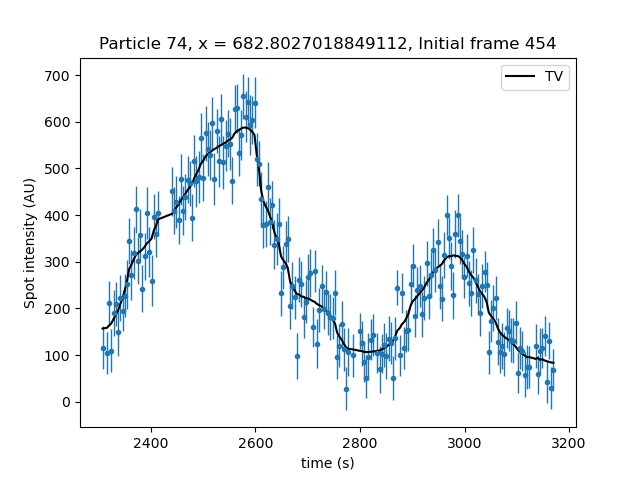 Particle 74, x = 682.8027018849112, Initial frame 454
TV
700
600
500
400
300
200
100
0
Spot intensity (AU)
2400 2600 2800 3000 3200
time (s)